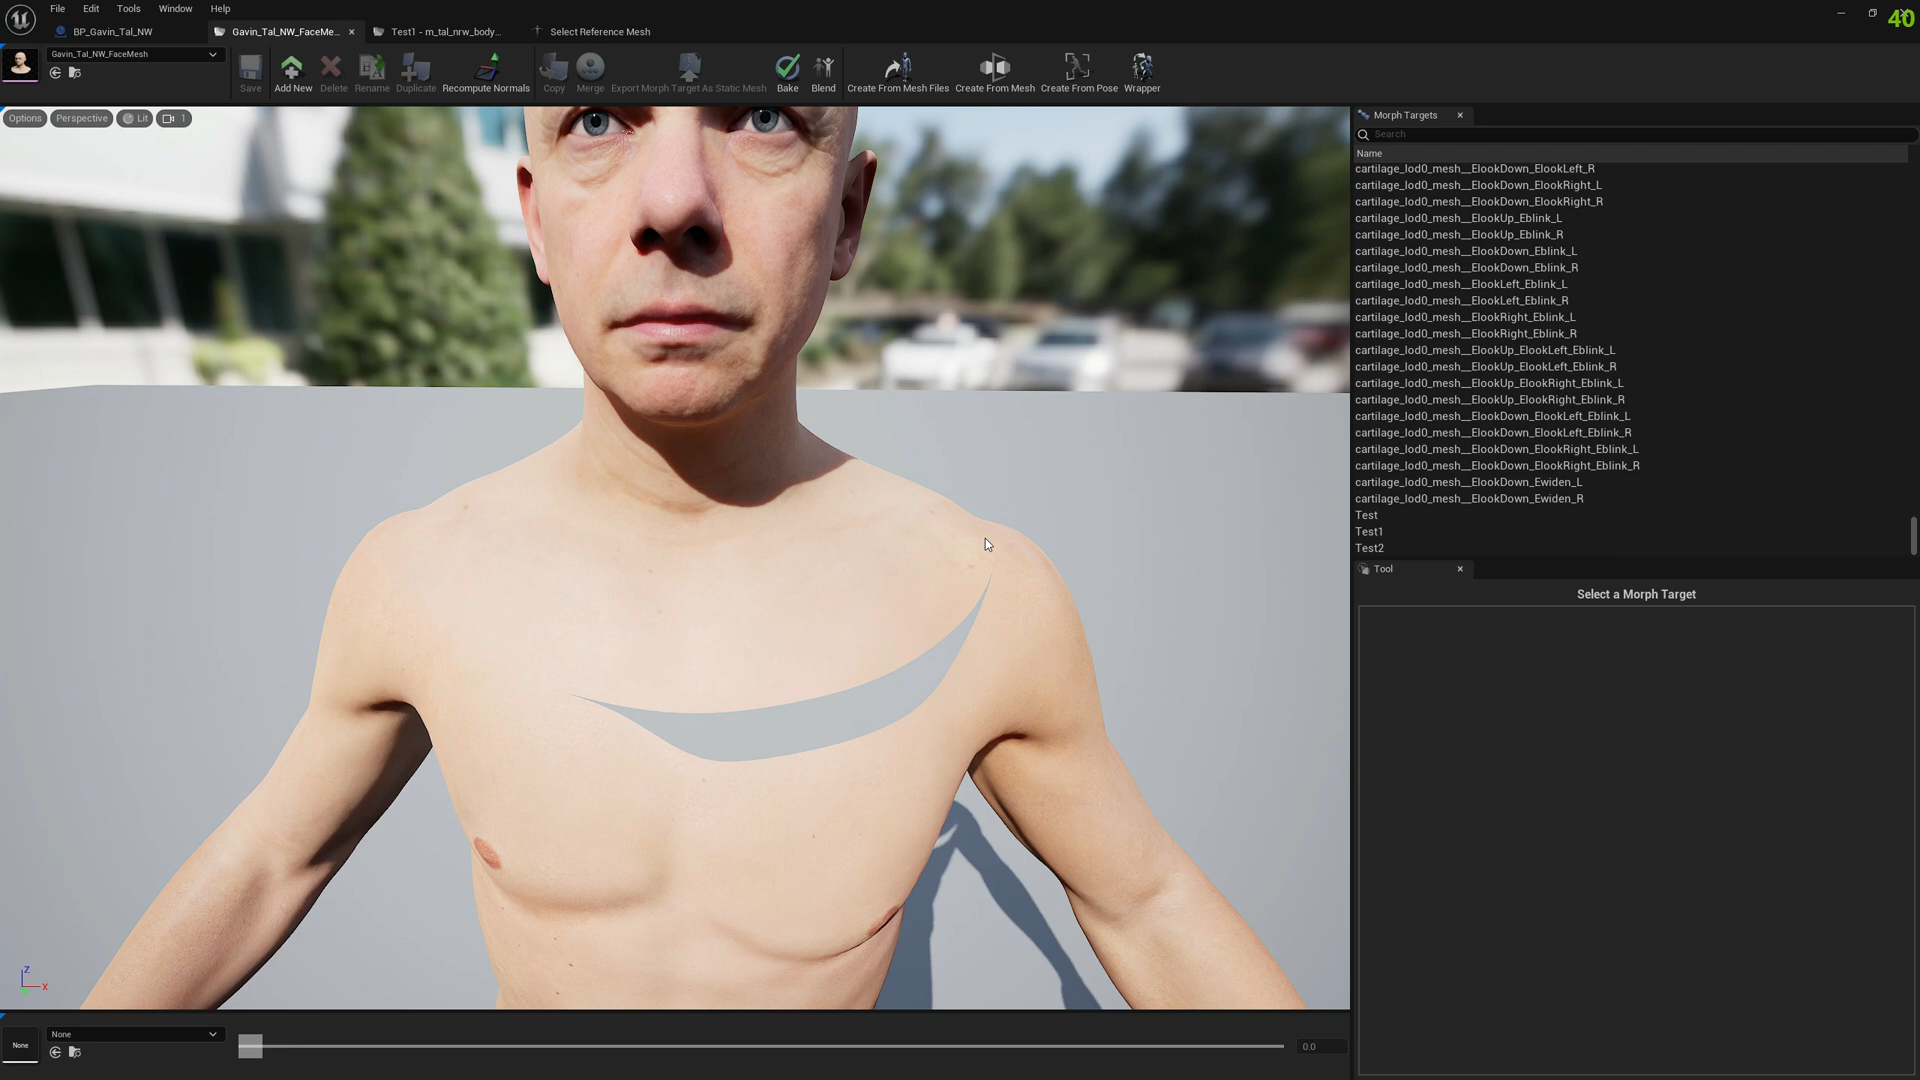 File Edit Tools Window Help
40
BP_Gavin_Tal_NW
Gavin_Tal_NW_FaceMe...
Test1 - m_tal_nrw_body...
Select Reference Mesh
Gavin_Tal_NW_FaceMesh
Save
Add New
Delete
Rename
Duplicate
Recompute Normals
Copy
Merge
Export Morph Target As Static Mesh
Bake
Blend
Create From Mesh Files
Create From Mesh
Create From Pose
Wrapper
Options
Perspective
Lit
1
Morph Targets
Search
Name
cartilage_lod0_mesh__ElookDown_ElookLeft_R
cartilage_lod0_mesh__ElookDown_ElookRight_L
cartilage_lod0_mesh__ElookDown_ElookRight_R
cartilage_lod0_mesh__ElookUp_Eblink_L
cartilage_lod0_mesh__ElookUp_Eblink_R
cartilage_lod0_mesh__ElookDown_Eblink_L
cartilage_lod0_mesh__ElookDown_Eblink_R
cartilage_lod0_mesh__ElookLeft_Eblink_L
cartilage_lod0_mesh__ElookLeft_Eblink_R
cartilage_lod0_mesh__ElookRight_Eblink_L
cartilage_lod0_mesh__ElookRight_Eblink_R
cartilage_lod0_mesh__ElookUp_ElookLeft_Eblink_L
cartilage_lod0_mesh__ElookUp_ElookLeft_Eblink_R
cartilage_lod0_mesh__ElookUp_ElookRight_Eblink_L
cartilage_lod0_mesh__ElookUp_ElookRight_Eblink_R
cartilage_lod0_mesh__ElookDown_ElookLeft_Eblink_L
cartilage_lod0_mesh__ElookDown_ElookLeft_Eblink_R
cartilage_lod0_mesh__ElookDown_ElookRight_Eblink_L
cartilage_lod0_mesh__ElookDown_ElookRight_Eblink_R
cartilage_lod0_mesh__ElookDown_Ewiden_L
cartilage_lod0_mesh__ElookDown_Ewiden_R
Test
Test1
Test2
Tool
Select a Morph Target
Z
X
None
None
0.0